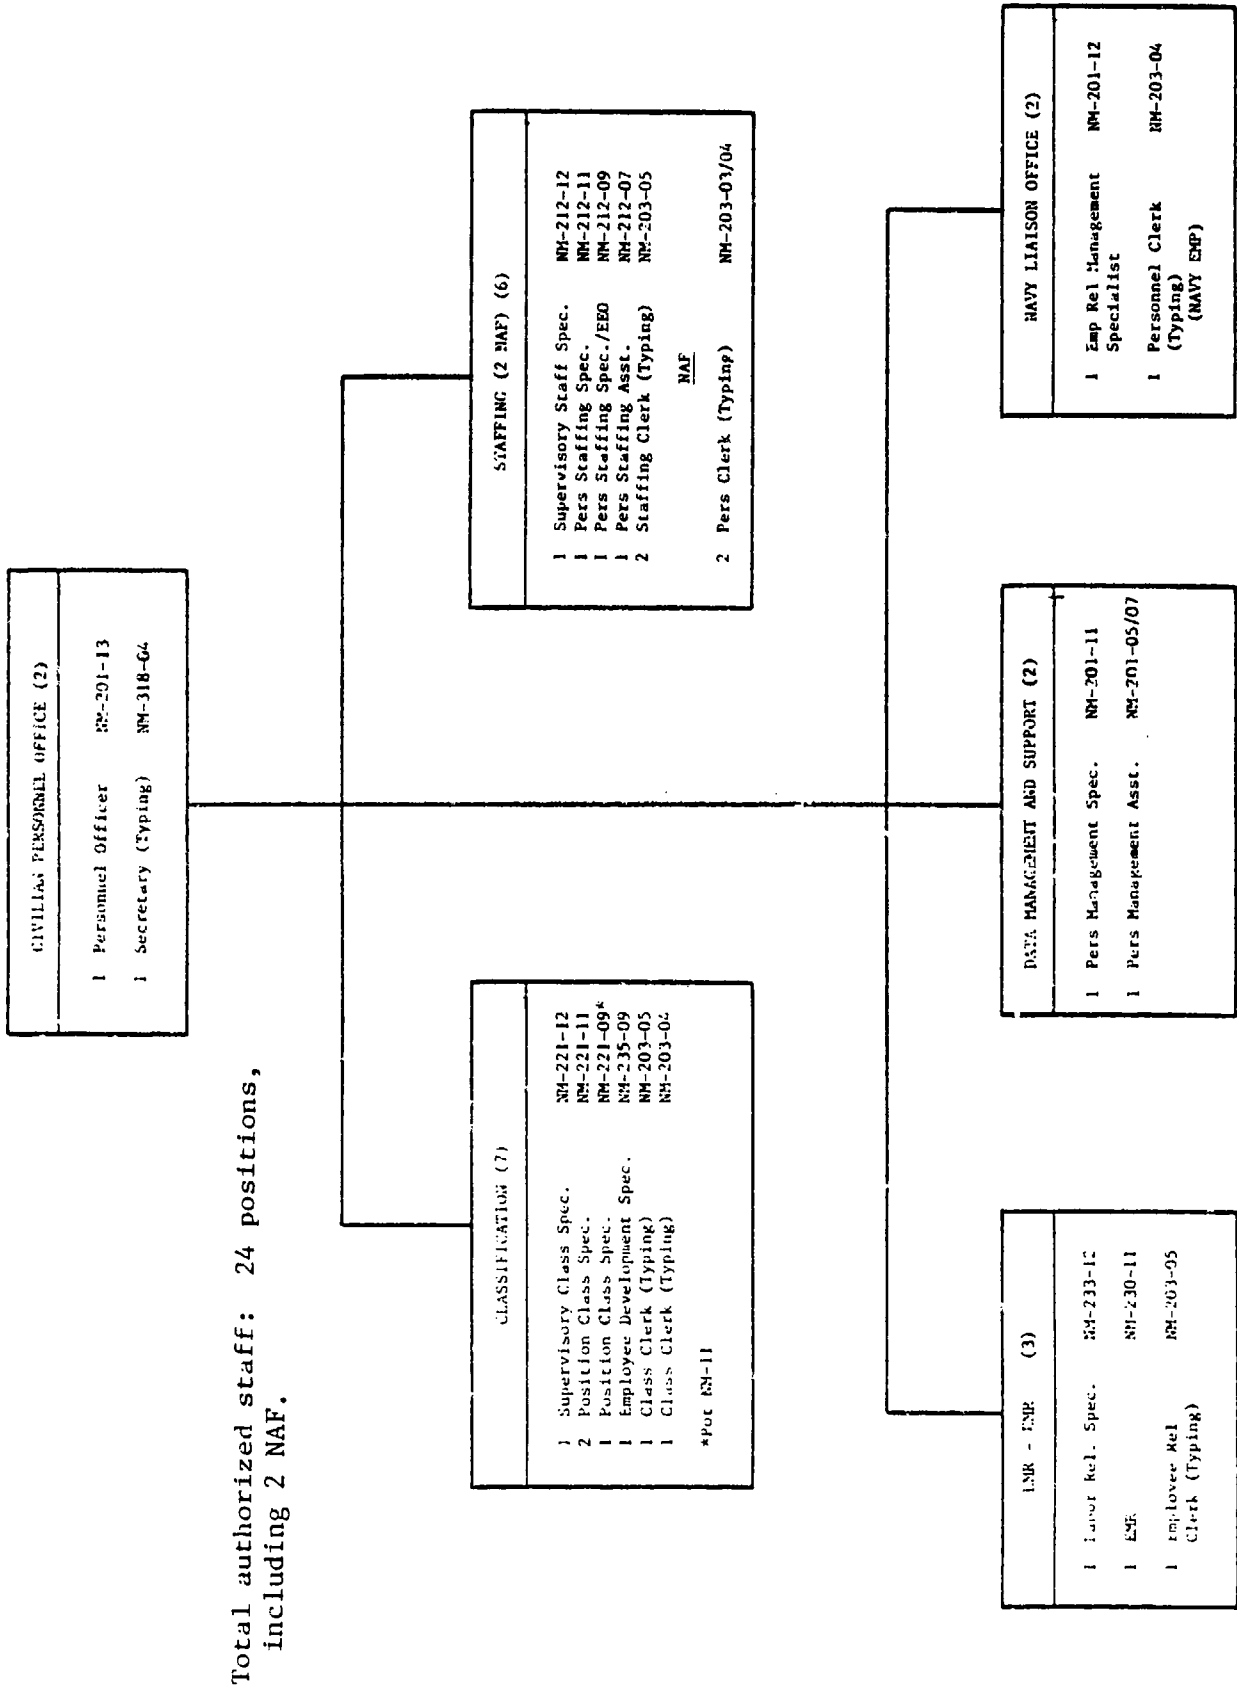 CIVILIAN PERSONNEL OFFICE (2)
1 Personnel Officer NM-201-13
1 Secretary (Typing) NM-318-04
Total authorized staff: 24 positions,
including 2 NAF.
CLASSIFICATION (7)
1 Supervisory Class Spec. NM-221-12
2 Position Class Spec. NM-221-11
1 Position Class Spec. NM-221-09*
1 Employee Development Spec. NM-235-09
1 Class Clerk (Typing) NM-203-05
1 Class Clerk (Typing) NM-203-04
*Pot NM-11
STAFFING (2 NAF) (6)
1 Supervisory Staff Spec. NM-212-12
1 Pers Staffing Spec. NM-212-11
1 Pers Staffing Spec./EEO NM-212-09
1 Pers Staffing Asst. NM-212-07
2 Staffing Clerk (Typing) NM-203-05
NAF
2 Pers Clerk (Typing) NM-203-03/04
LMR - EMR (3)
1 Labor Rel. Spec. NM-233-12
1 EMR NM-230-11
1 Employee Rel NM-203-05
Clerk (Typing)
DATA MANAGEMENT AND SUPPORT (2)
1 Pers Management Spec. NM-201-11
1 Pers Management Asst. NM-201-05/07
NAVY LIAISON OFFICE (2)
1 Emp Rel Management NM-201-12
Specialist
1 Personnel Clerk NM-203-04
(Typing)
(NAVY EMP)